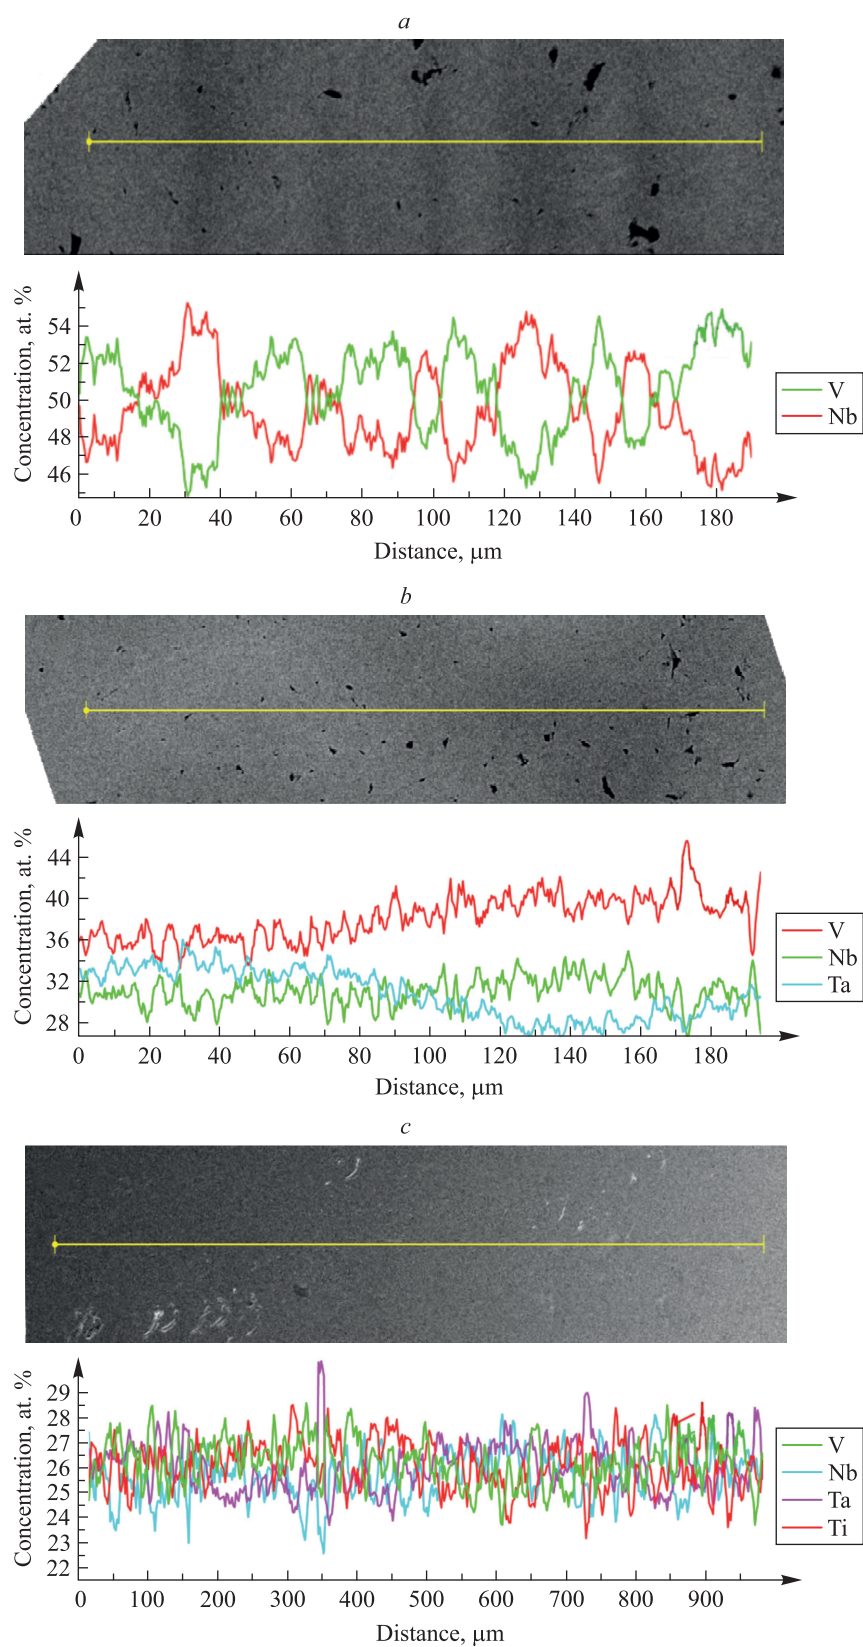 a
Concentration, at. %
54
52
50
48
46
0 20 40 60 80 100 120 140 160 180
Distance, μm
V
Nb
b
Concentration, at. %
44
40
36
32
28
0 20 40 60 80 100 120 140 160 180
Distance, μm
V
Nb
Ta
c
Concentration, at. %
29
28
27
26
25
24
23
22
0 100 200 300 400 500 600 700 800 900
Distance, μm
V
Nb
Ta
Ti